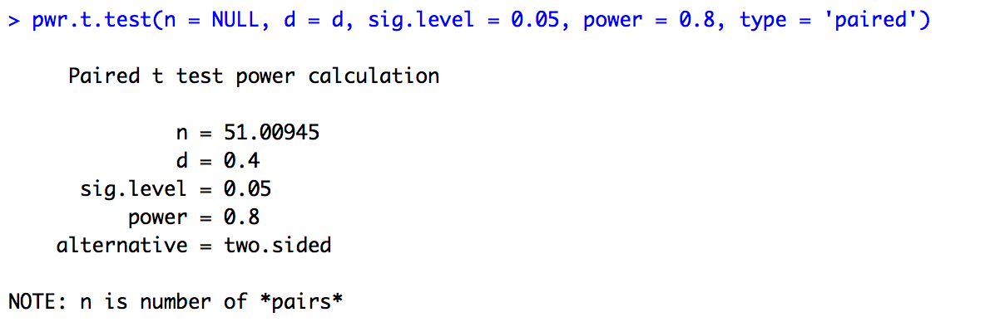 > pwr.t.test(n = NULL, d = d, sig.level = 0.05, power = 0.8, type = 'paired')
Paired t test power calculation
n = 51.00945
d = 0.4
sig.level = 0.05
power = 0.8
alternative = two.sided
NOTE: n is number of *pairs*